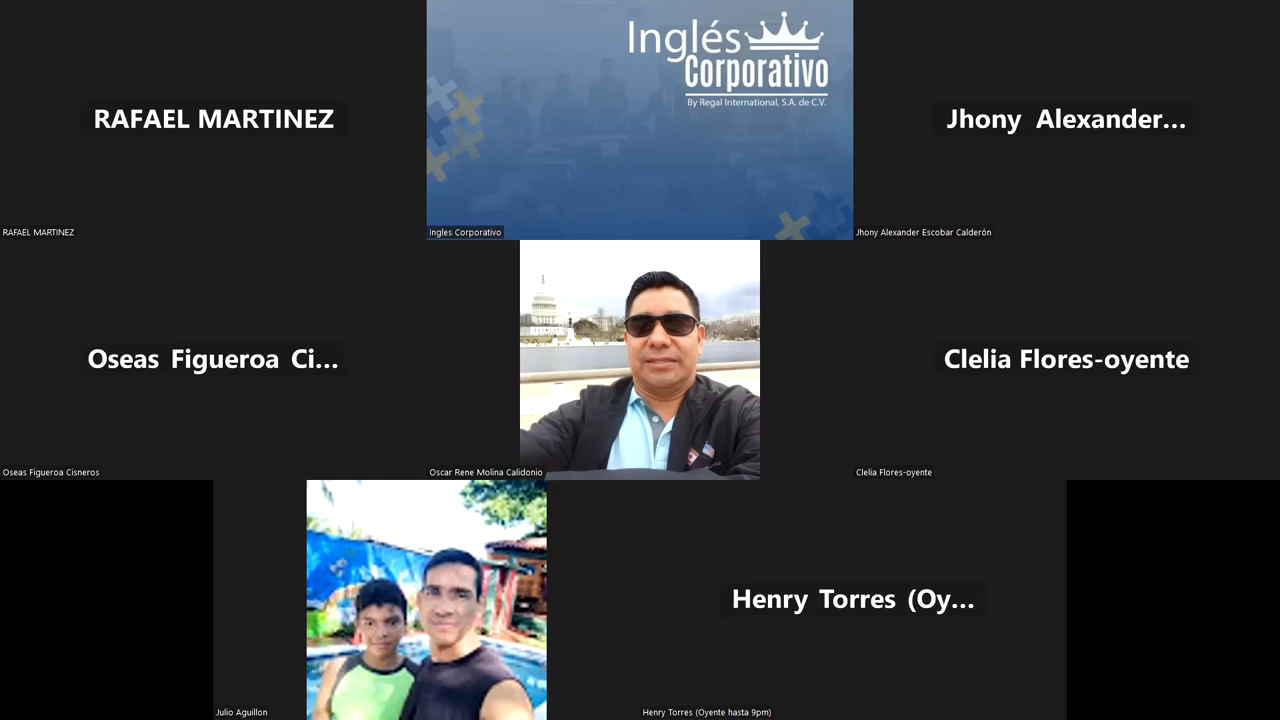 RAFAEL MARTINEZ
RAFAEL MARTINEZ
Inglés
Corporativo
By Regal International, S.A. de C.V.
Ingles Corporativo
Jhony Alexander...
Jhony Alexander Escobar Calderón
Oseas Figueroa Ci...
Oseas Figueroa Cisneros
Oscar Rene Molina Calidonio
Clelia Flores-oyente
Clelia Flores-oyente
Julio Aguillon
Henry Torres (Oy...
Henry Torres (Oyente hasta 9pm)